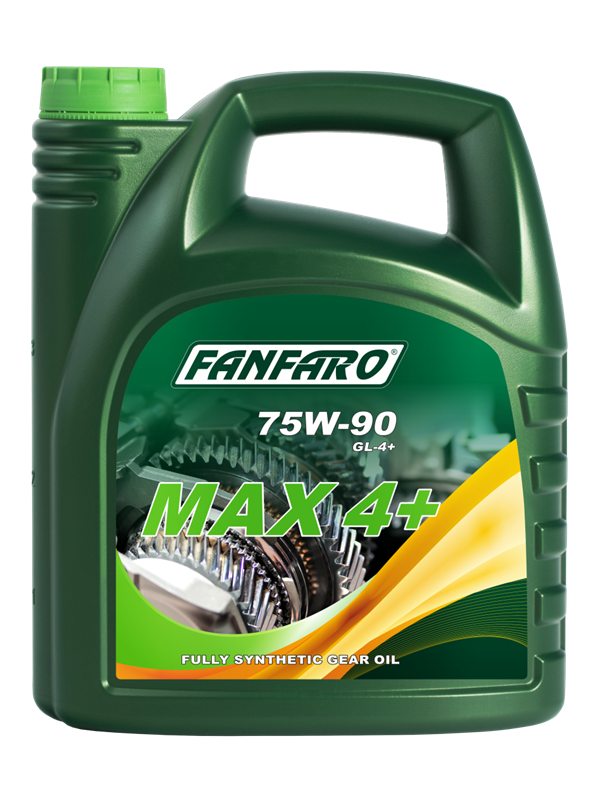 FANFARO®
75W-90
GL-4+
MAX 4+
FULLY SYNTHETIC GEAR OIL